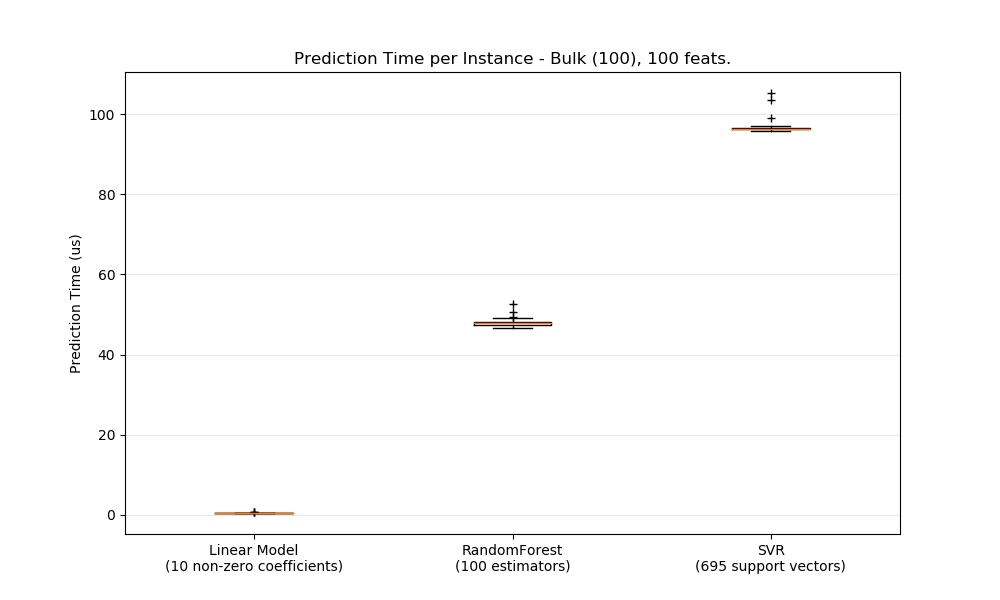 Prediction Time per Instance - Bulk (100), 100 feats.
Prediction Time (us)
100
80
60
40
20
0
Linear Model
(10 non-zero coefficients)
RandomForest
(100 estimators)
SVR
(695 support vectors)